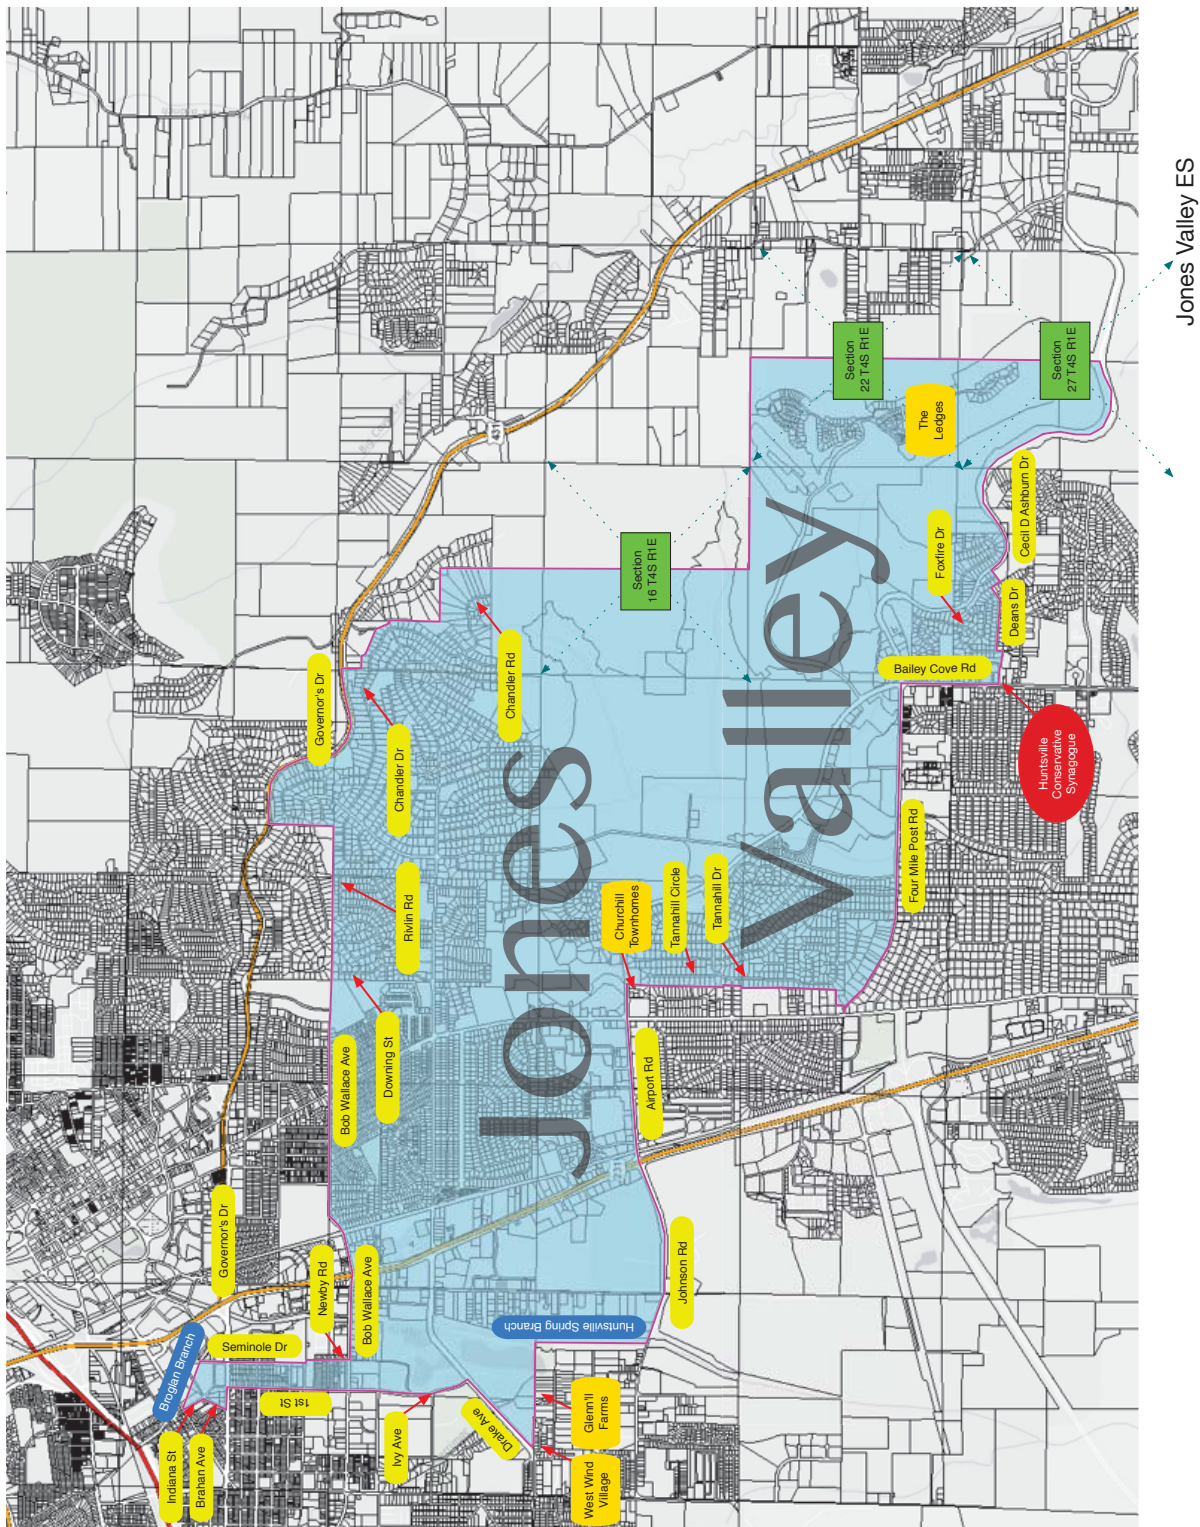 Jones Valley ES
Jones
Valley
Governor's Dr
Governor's Dr
Chandler Dr
Chandler Rd
Rivlin Rd
Downing St
Bob Wallace Ave
Bob Wallace Ave
Newby Rd
Seminole Dr
Broglan Branch
Indiana St
Brahan Ave
1st St
Ivy Ave
Drake Ave
West Wind
Village
Glenn'll
Farms
Huntsville Spring Branch
Johnson Rd
Airport Rd
Churchill
Townhomes
Tannahill Circle
Tannahill Dr
Four Mile Post Rd
Huntsville
Conservative
Synagogue
Bailey Cove Rd
Deans Dr
Foxfire Dr
Cecil D Ashburn Dr
The
Ledges
Section
16 T4S R1E
Section
22 T4S R1E
Section
27 T4S R1E